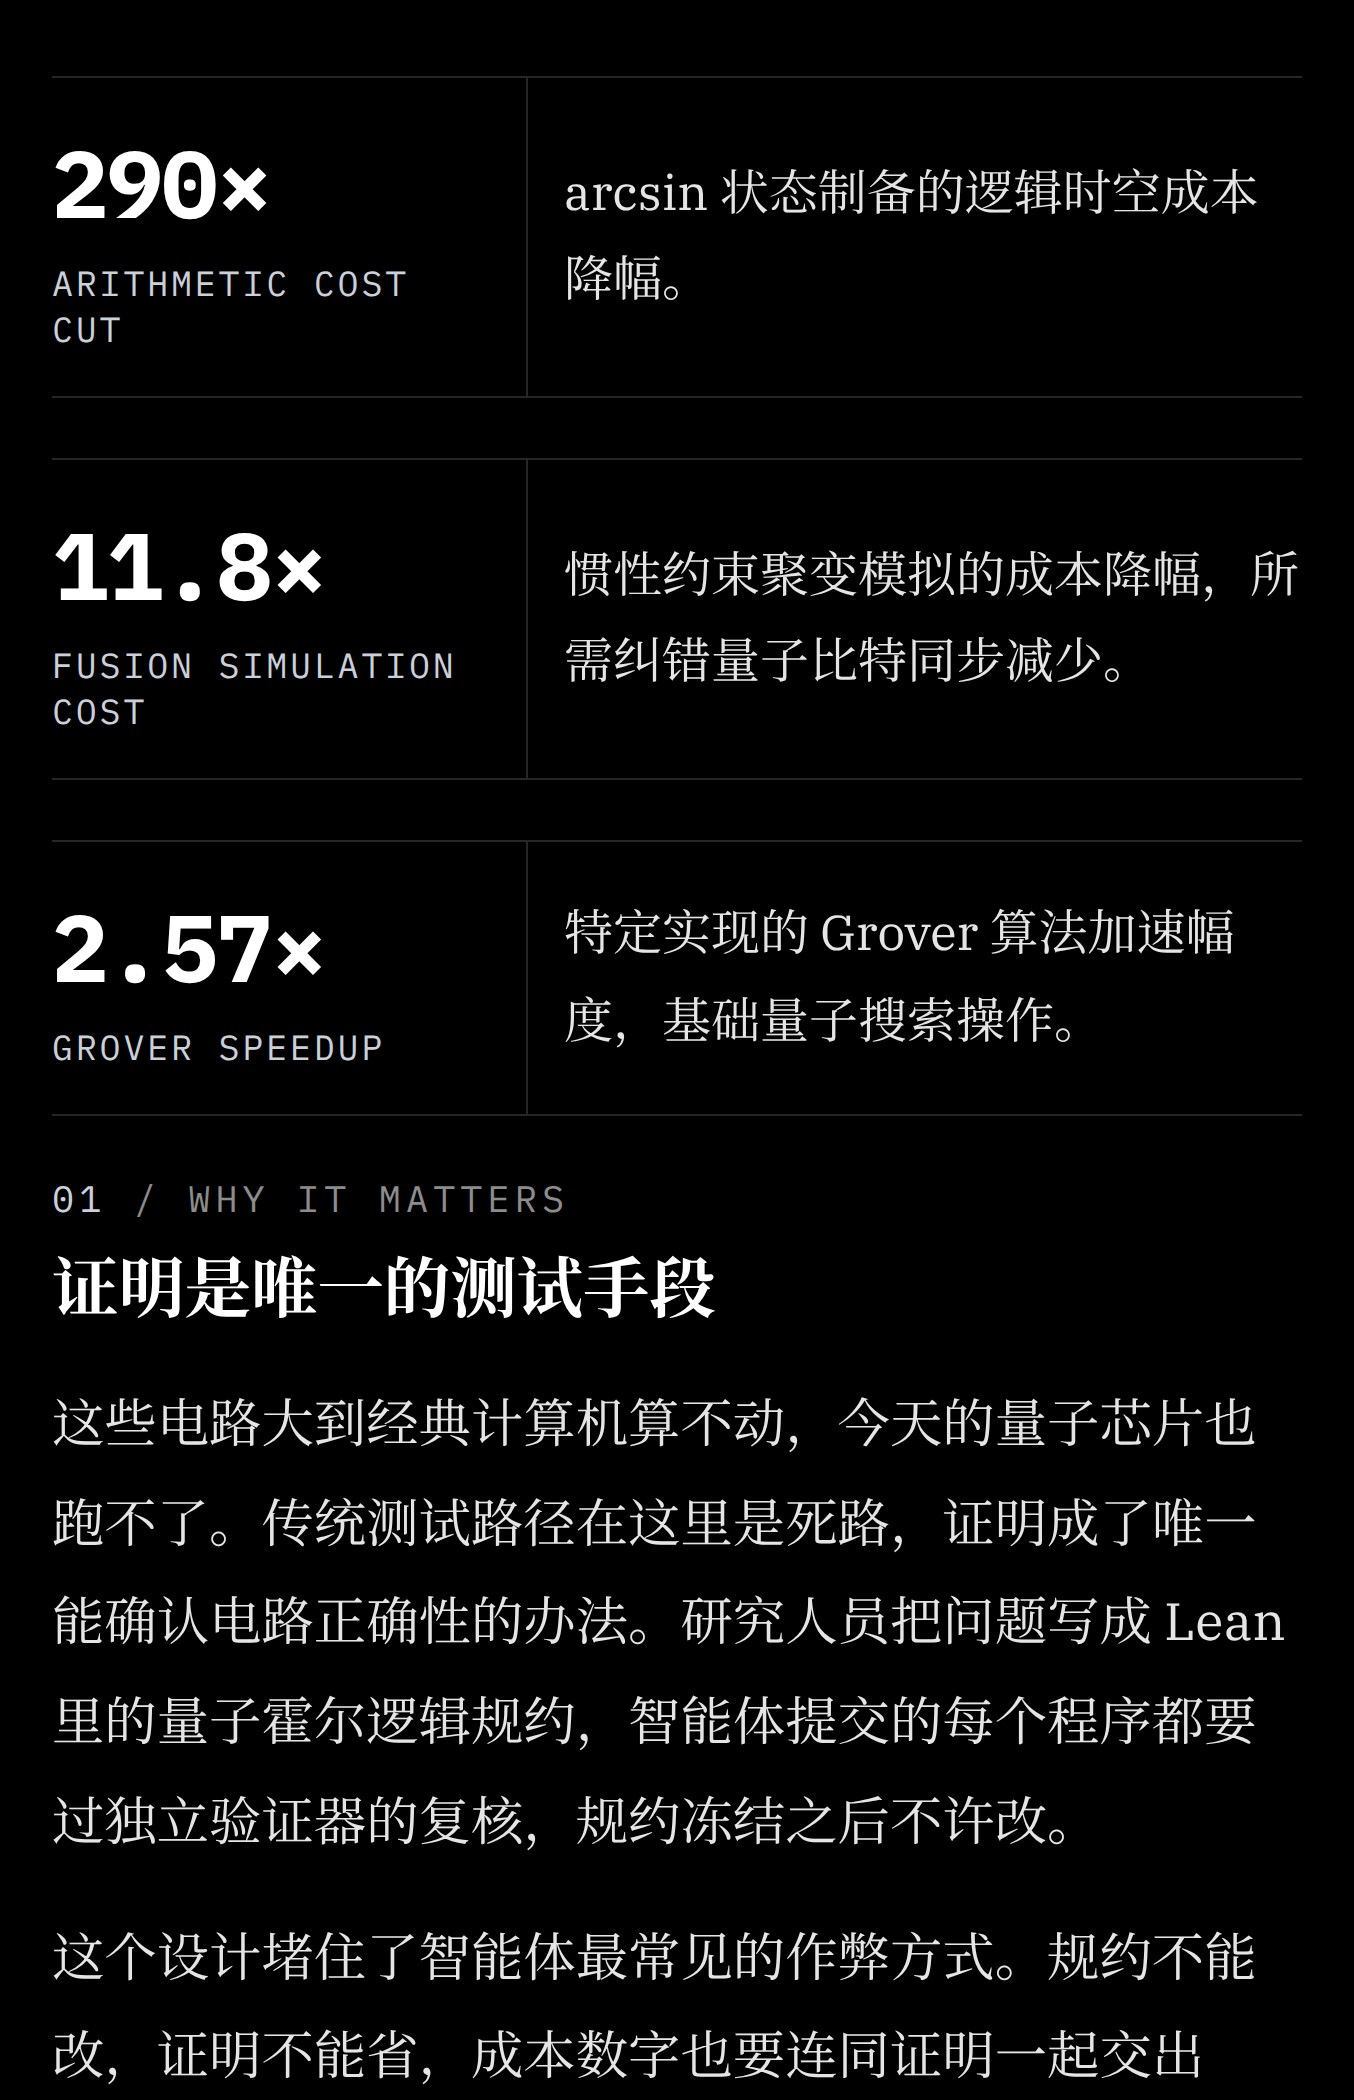 290×
ARITHMETIC COST
CUT
arcsin 状态制备的逻辑时空成本
降幅。
11.8×
FUSION SIMULATION
COST
惯性约束聚变模拟的成本降幅，所
需纠错量子比特同步减少。
2.57×
GROVER SPEEDUP
特定实现的 Grover 算法加速幅
度，基础量子搜索操作。
01 / WHY IT MATTERS
证明是唯一的测试手段
这些电路大到经典计算机算不动，今天的量子芯片也
跑不了。传统测试路径在这里是死路，证明成了唯一
能确认电路正确性的办法。研究人员把问题写成 Lean
里的量子霍尔逻辑规约，智能体提交的每个程序都要
过独立验证器的复核，规约冻结之后不许改。
这个设计堵住了智能体最常见的作弊方式。规约不能
改，证明不能省，成本数字也要连同证明一起交出